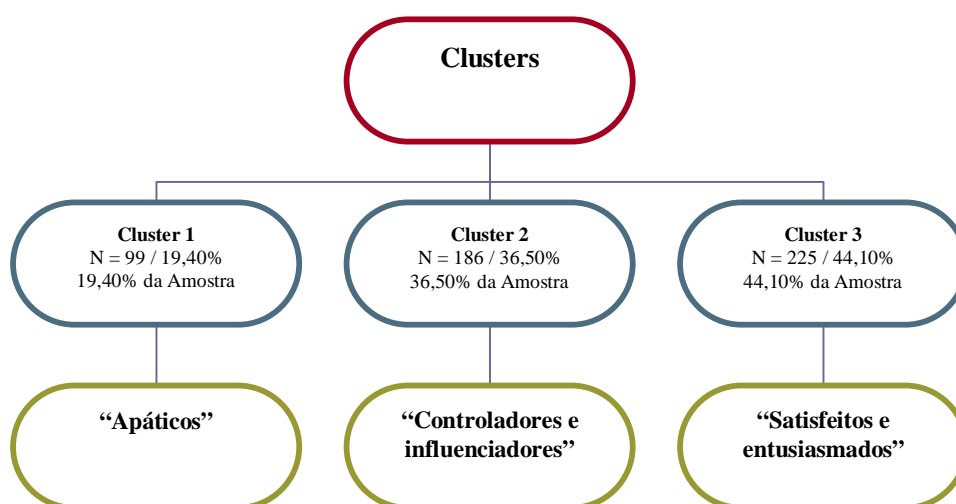 Clusters
Cluster 1
N = 99 / 19,40%
19,40% da Amostra
Cluster 2
N = 186 / 36,50%
36,50% da Amostra
Cluster 3
N = 225 / 44,10%
44,10% da Amostra
“Apáticos”
“Controladores e
influenciadores”
“Satisfeitos e
entusiasmados”